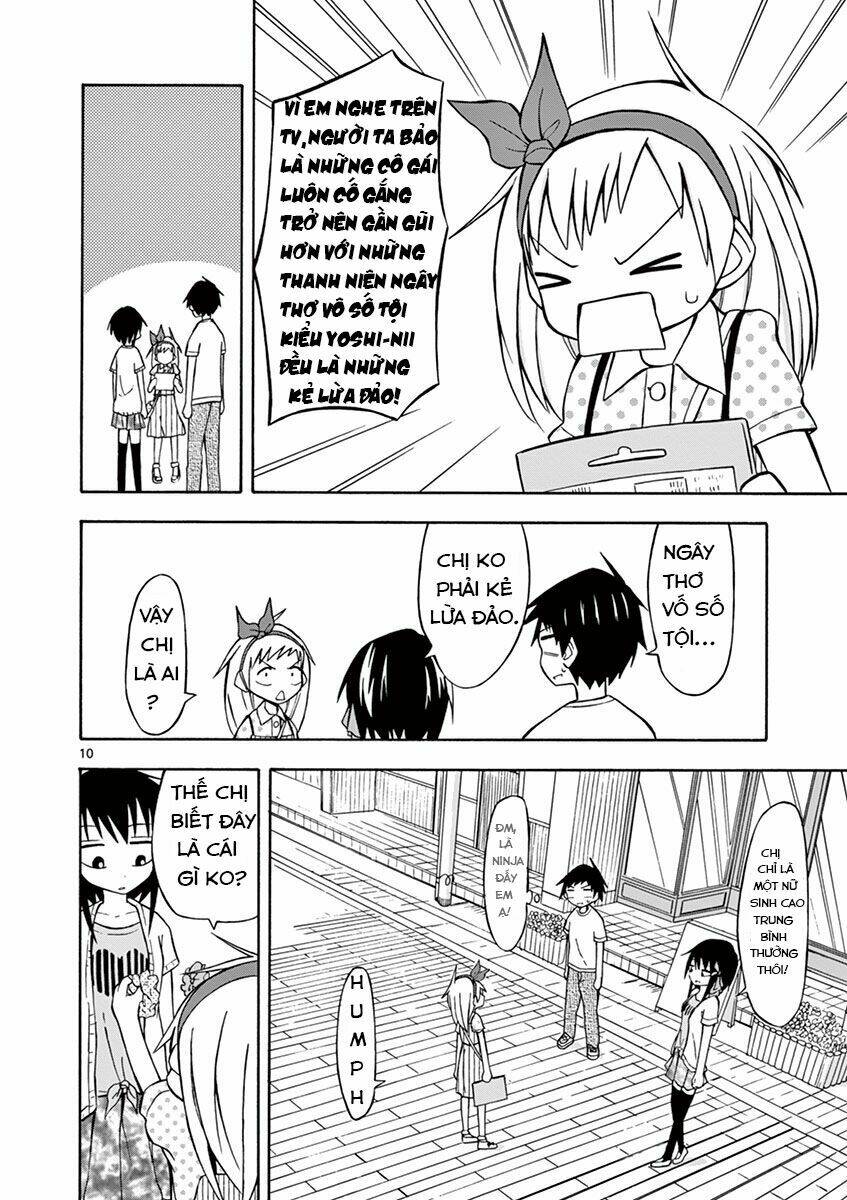 VÌ EM NGHE TRÊN
TV, NGƯỜI TA BẢO
LÀ NHỮNG CÔ GÁI
LUÔN CỐ GẮNG
TRỞ NÊN GẦN GŨI
HƠN VỚI NHỮNG
THANH NIÊN NGÂY
THƠ VÔ SỐ TỘI
KIỂU YOSHI-NII
ĐỀU LÀ NHỮNG
KẺ LỪA ĐẢO!
NGÂY
THƠ
VỐ SỐ
TỘI...
CHỊ KO
PHẢI KẺ
LỪA ĐẢO.
VẬY
CHỊ
LÀ AI
?
10
CHỊ
CHỈ LÀ
MỘT NỮ
SINH CAO
TRUNG
BÌNH
THƯỜNG
THÔI!
ĐM,
LÀ
NINJA
ĐẤY
EM
Ạ!
HUMPH
THẾ CHỊ
BIẾT ĐÂY
LÀ CÁI
GÌ KO?